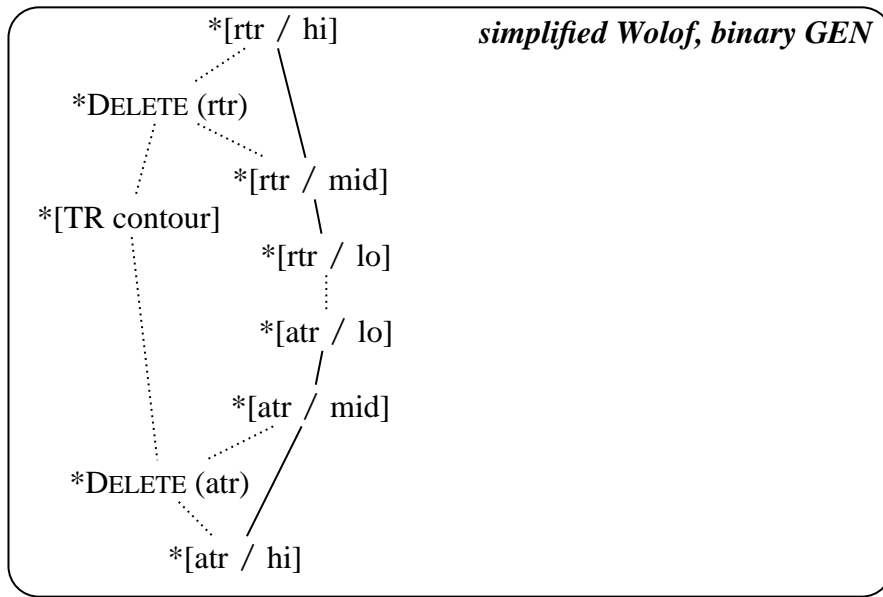 *[rtr / hi]
simplified Wolof, binary GEN
*DELETE (rtr)
*[rtr / mid]
*[TR contour]
*[rtr / lo]
*[atr / lo]
*[atr / mid]
*DELETE (atr)
*[atr / hi]